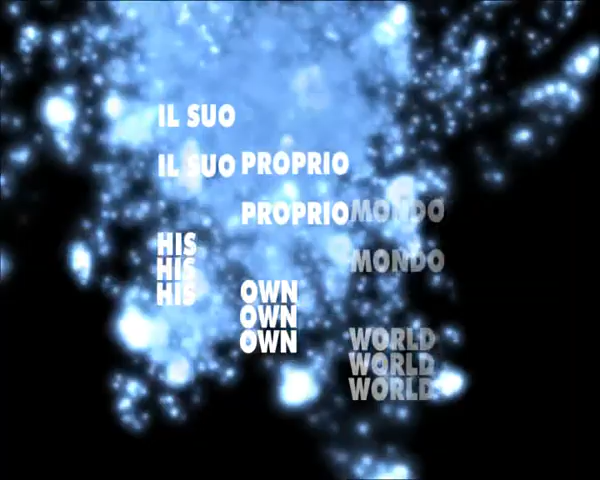 IL SUO
IL SUO PROPRIO
PROPRIO MONDO
HIS
MONDO
HIS
HIS OWN
OWN
OWN WORLD
WORLD
WORLD